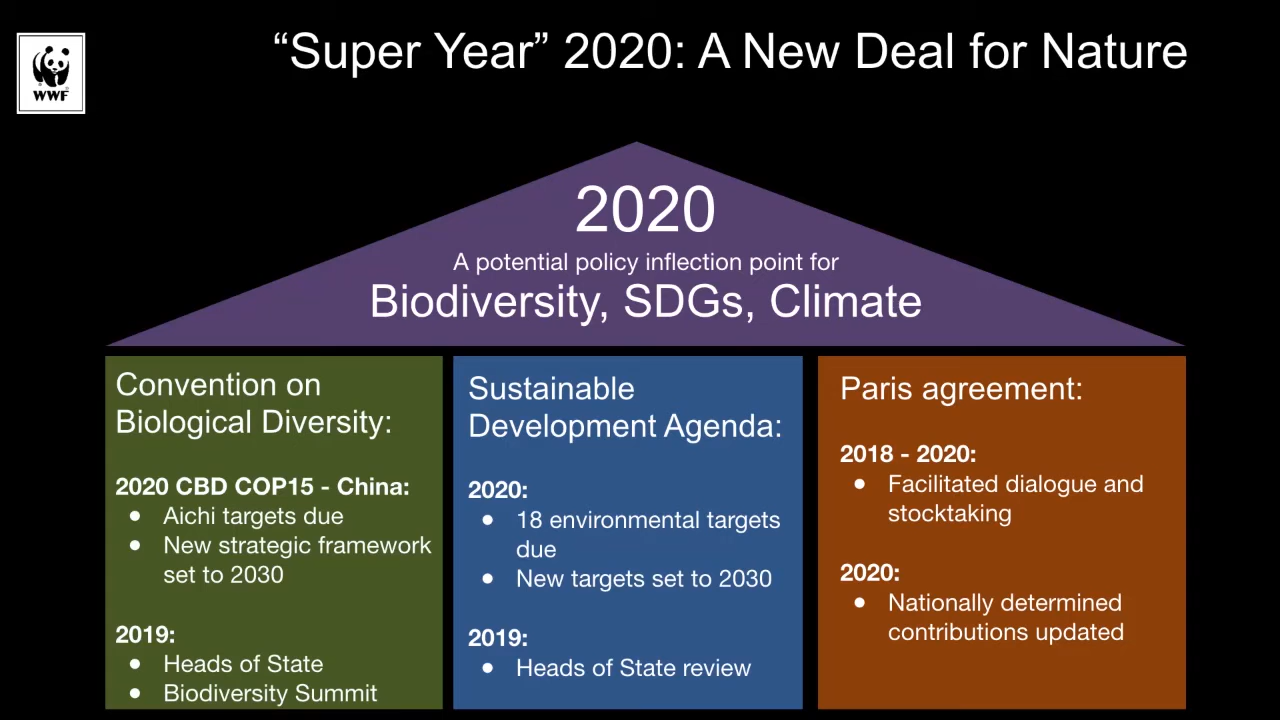 “Super Year” 2020: A New Deal for Nature
WWF
2020
A potential policy inflection point for
Biodiversity, SDGs, Climate
Convention on
Biological Diversity:
2020 CBD COP15 - China:
● Aichi targets due
● New strategic framework
set to 2030
2019:
● Heads of State
● Biodiversity Summit
Sustainable
Development Agenda:
2020:
● 18 environmental targets
due
● New targets set to 2030
2019:
● Heads of State review
Paris agreement:
2018 - 2020:
● Facilitated dialogue and
stocktaking
2020:
● Nationally determined
contributions updated